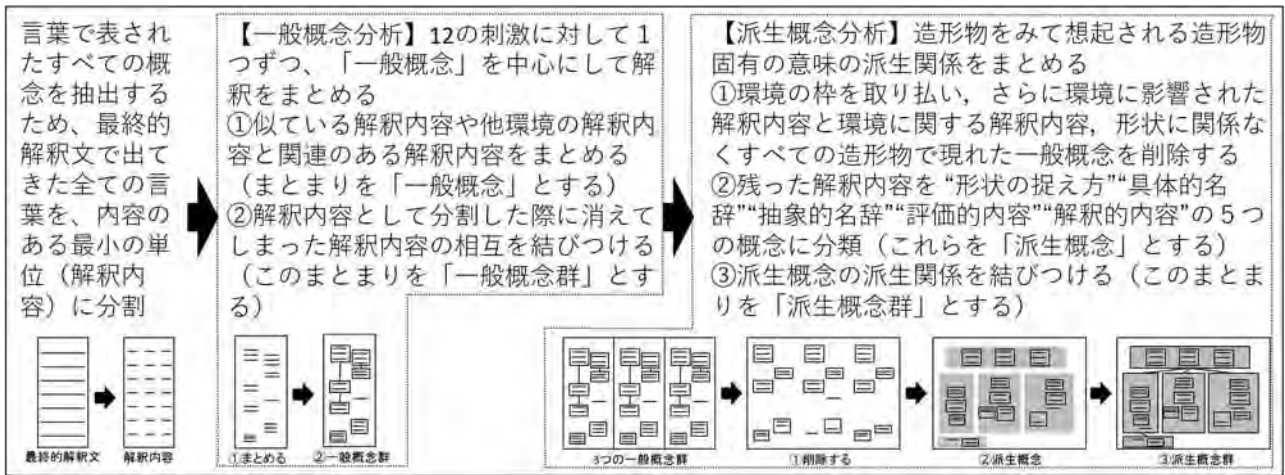 言葉で表され
たすべての概
念を抽出する
ため、最終的
解釈文で出て
きた全ての言
葉を、内容の
ある最小の単
位（解釈内
容）に分割
最終的解釈文
解釈内容
【一般概念分析】12の刺激に対して１
つずつ、「一般概念」を中心にして解
釈をまとめる
①似ている解釈内容や他環境の解釈内
容と関連のある解釈内容をまとめる
（まとまりを「一般概念」とする）
②解釈内容として分割した際に消えて
しまった解釈内容の相互を結びつける
（このまとまりを「一般概念群」とす
る）
①まとめる
②一般概念群
【派生概念分析】造形物をみて想起される造形物
固有の意味の派生関係をまとめる
①環境の枠を取り払い，さらに環境に影響された
解釈内容と環境に関する解釈内容，形状に関係な
くすべての造形物で現れた一般概念を削除する
②残った解釈内容を “形状の捉え方”“具体的名
辞”“抽象的名辞”“評価的内容”“解釈的内容”の５つ
の概念に分類（これらを「派生概念」とする）
③派生概念の派生関係を結びつける（このまとま
りを「派生概念群」とする）
3つの一般概念群
①削除する
②派生概念
③派生概念群